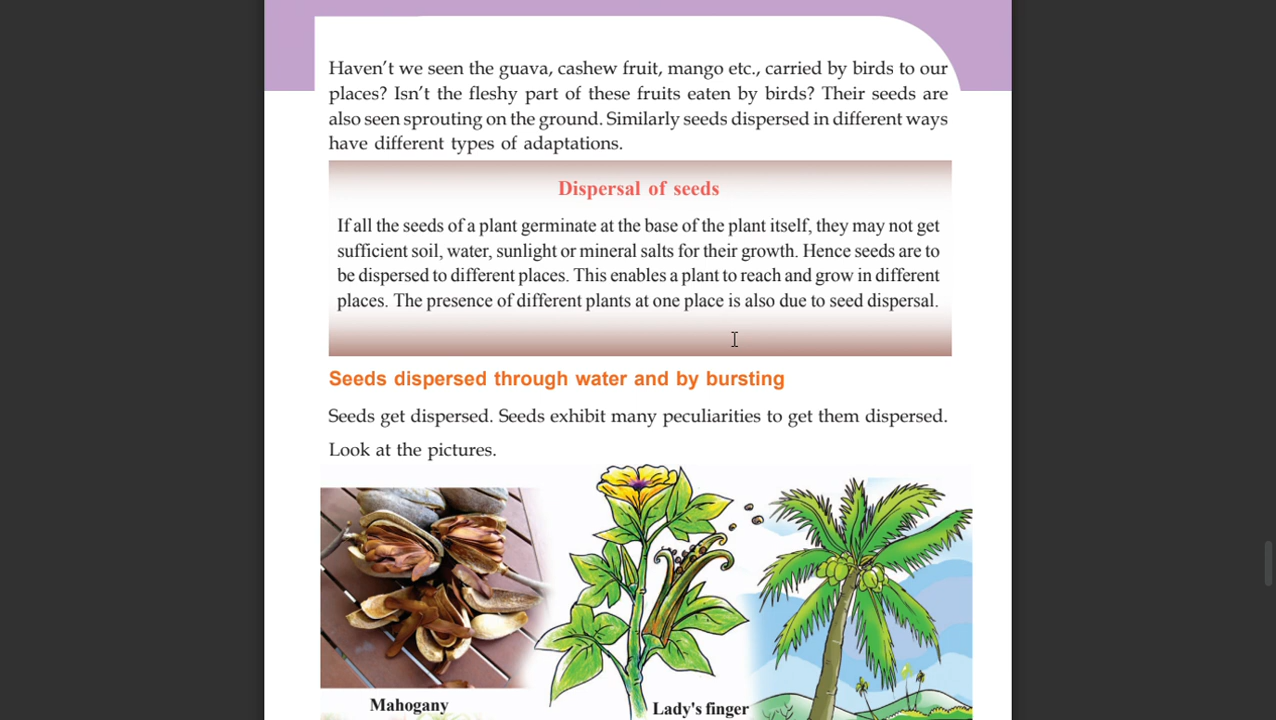 Haven’t we seen the guava, cashew fruit, mango etc., carried by birds to our
places? Isn’t the fleshy part of these fruits eaten by birds? Their seeds are
also seen sprouting on the ground. Similarly seeds dispersed in different ways
have different types of adaptations.
Dispersal of seeds
If all the seeds of a plant germinate at the base of the plant itself, they may not get
sufficient soil, water, sunlight or mineral salts for their growth. Hence seeds are to
be dispersed to different places. This enables a plant to reach and grow in different
places. The presence of different plants at one place is also due to seed dispersal.
Seeds dispersed through water and by bursting
Seeds get dispersed. Seeds exhibit many peculiarities to get them dispersed.
Look at the pictures.
Mahogany
Lady's finger